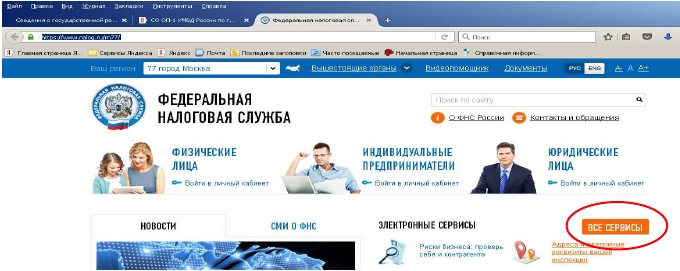 Файл Правка Вид Журнал Закладки Инструменты Справка
Сведения о государственной ре...
СО ОП-1 УМВД России по г...
Федеральная налоговая сл...
https://www.nalog.ru/rn77/
Поиск
Главная страница Я... Сервисы Яндекса Яндекс Почта Последние заголовки Часто посещаемые Начальная страница Справочная информ...
Ваш регион 77 город Москва Вышестоящие органы Видеопомощник Документы РУС ENG A- A A+
ФЕДЕРАЛЬНАЯ
НАЛОГОВАЯ СЛУЖБА
Поиск по сайту
О ФНС России Контакты и обращения
ФИЗИЧЕСКИЕ
ЛИЦА
Войти в личный кабинет
ИНДИВИДУАЛЬНЫЕ
ПРЕДПРИНИМАТЕЛИ
Войти в личный кабинет
ЮРИДИЧЕСКИЕ
ЛИЦА
Войти в личный кабинет
НОВОСТИ СМИ О ФНС
ЭЛЕКТРОННЫЕ СЕРВИСЫ
ВСЕ СЕРВИСЫ
Риски бизнеса: проверь
себя и контрагента
Адреса и платежные
реквизиты вашей
инспекции